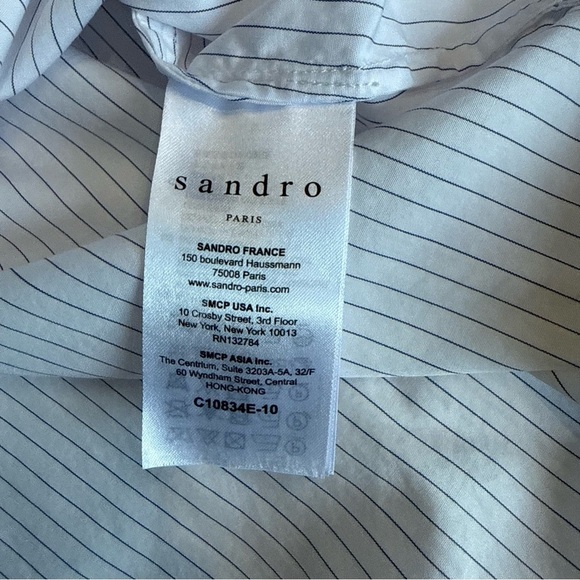 sandro
PARIS
SANDRO FRANCE
150 boulevard Haussmann
75008 Paris
www.sandro-paris.com
SMCP USA Inc.
10 Crosby Street, 3rd Floor
New York, New York 10013
RN132784
SMCP ASIA Inc.
The Centrium, Suite 3203A-5A, 32/F
60 Wyndham Street, Central
HONG-KONG
C10834E-10